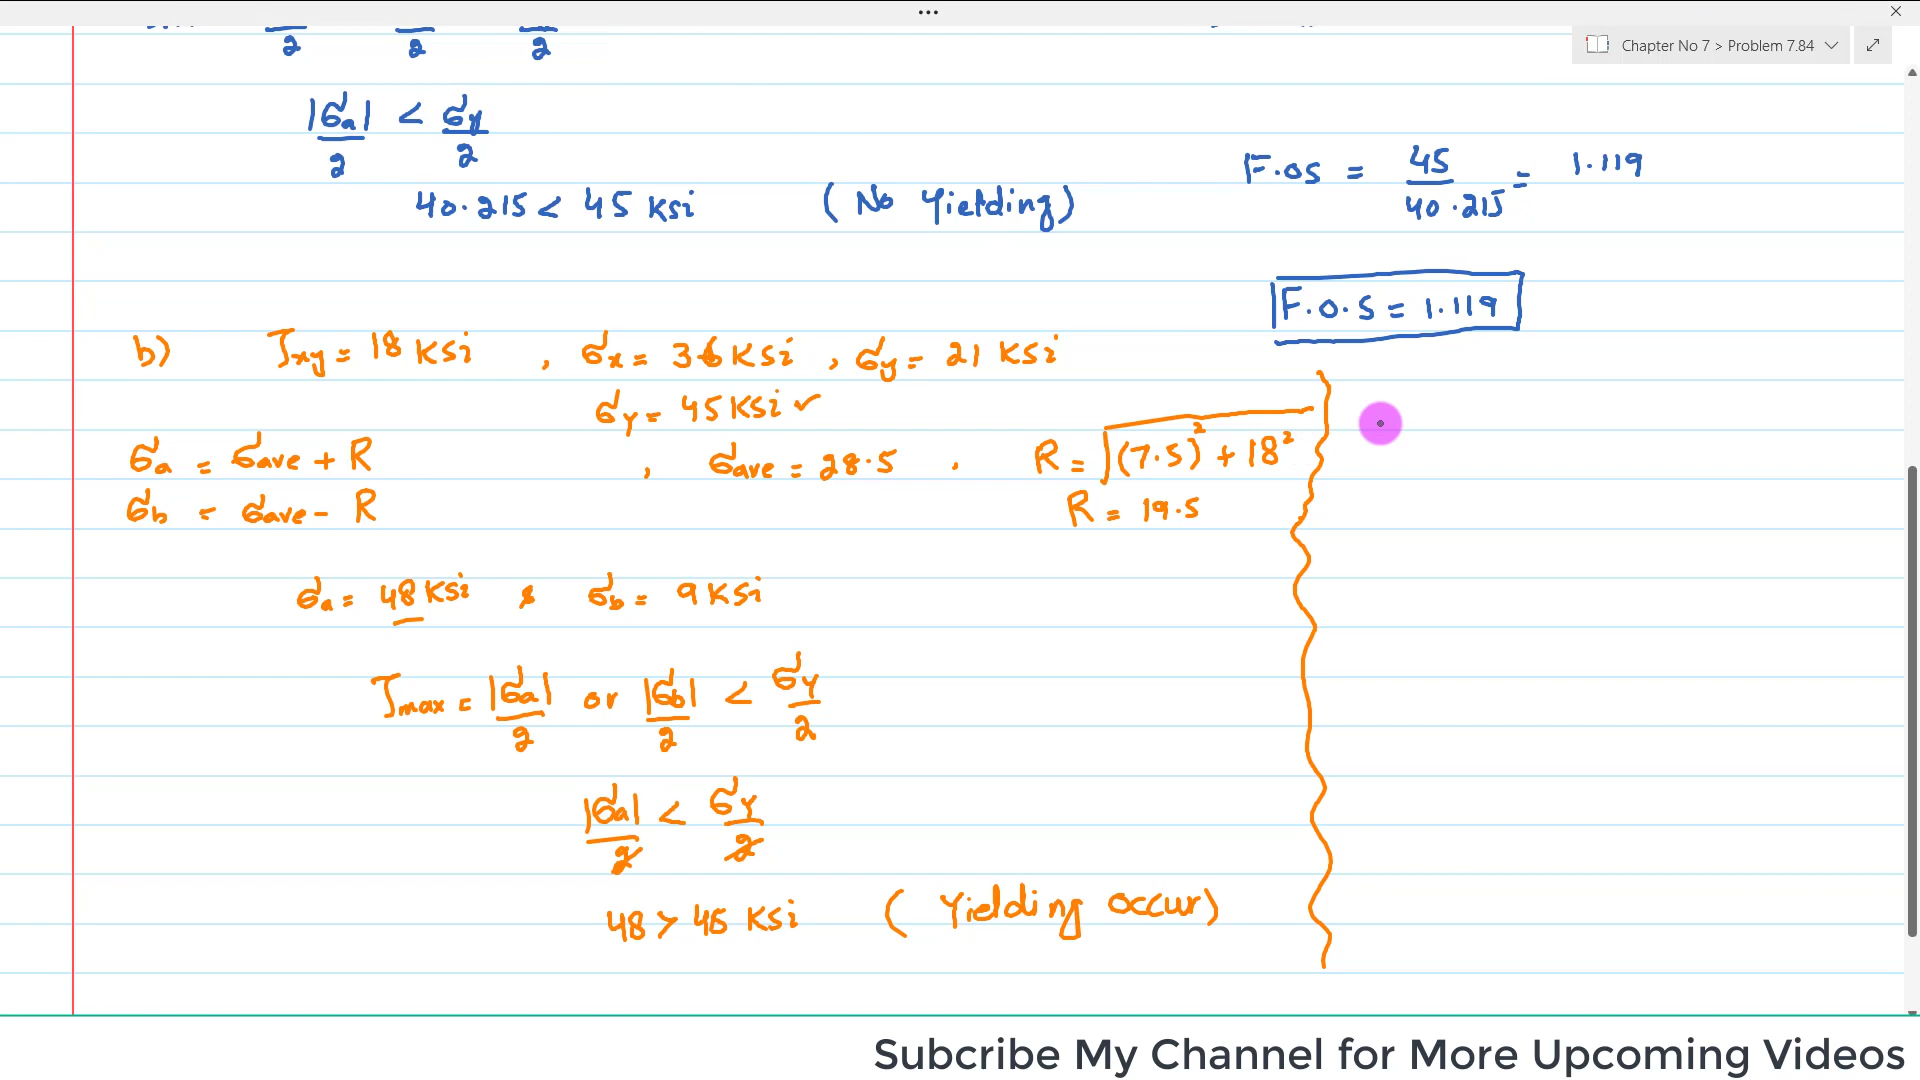 Chapter No 7 > Problem 7.84
2 2 2
|σa|/2 < σy/2
40.215 < 45 Ksi (No Yielding)
F.OS = 45/40.215 = 1.119
F.O.S = 1.119
b) τxy = 18 Ksi , σx = 36 Ksi , σy = 21 Ksi
σY = 45 Ksi ✓
σa = σave + R , σave = 28.5 , R = √(7.5)² + 18²
σb = σave - R R = 19.5
σa = 48 Ksi & σb = 9 Ksi
τmax = |σa|/2 or |σb|/2 < σY/2
|σa|/2 < σY/2
48 > 45 Ksi (Yielding Occur)
Subcribe My Channel for More Upcoming Videos